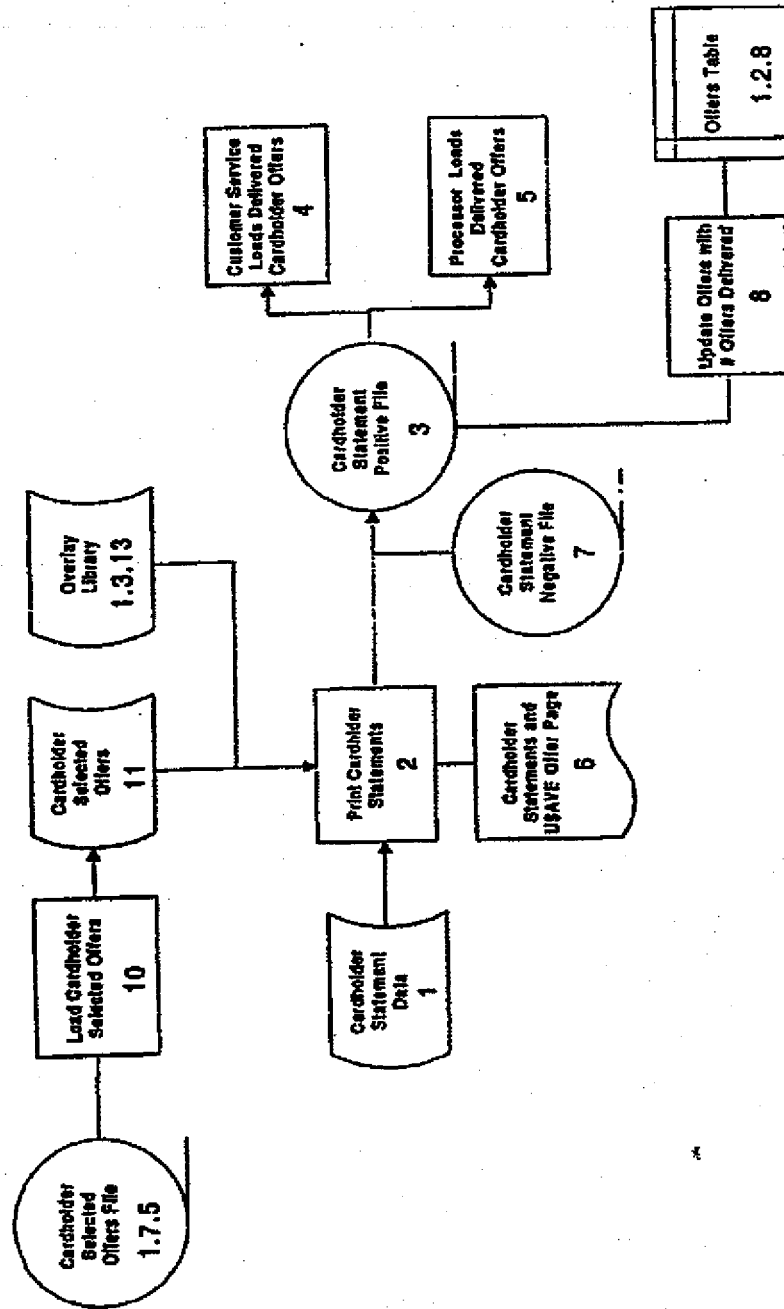 Cardholder
Selected
Offers File
1.7.5
Load Cardholder
Selected Offers
10
Cardholder
Selected
Offers
11
Overlay
Library
1.3.13
Cardholder
Statement
Data
1
Print Cardholder
Statements
2
Cardholder
Statements and
U$AVE Offer Page
6
Cardholder
Statement
Positive File
3
Cardholder
Statement
Negative File
7
Customer Service
Loads Delivered
Cardholder Offers
4
Processor Loads
Delivered
Cardholder Offers
5
Update Offers with
# Offers Delivered
8
Offers Table
1.2.8